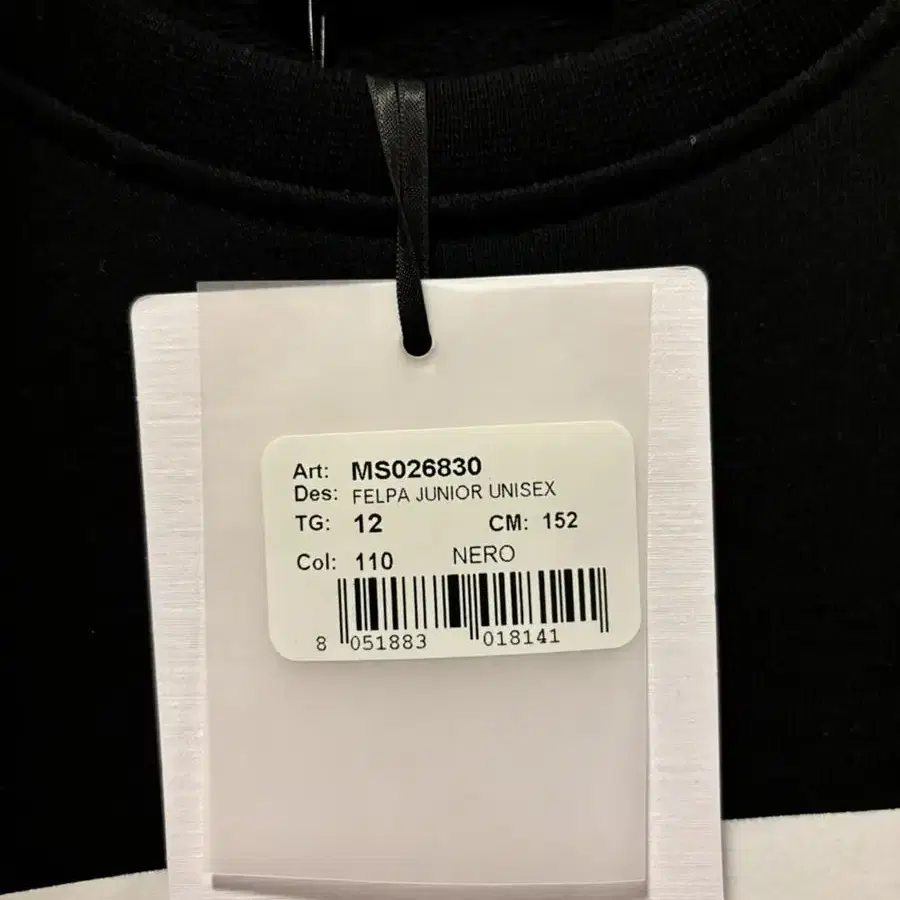 Art: MS026830
Des: FELPA JUNIOR UNISEX
TG: 12 CM: 152
Col: 110 NERO
8 051883 018141